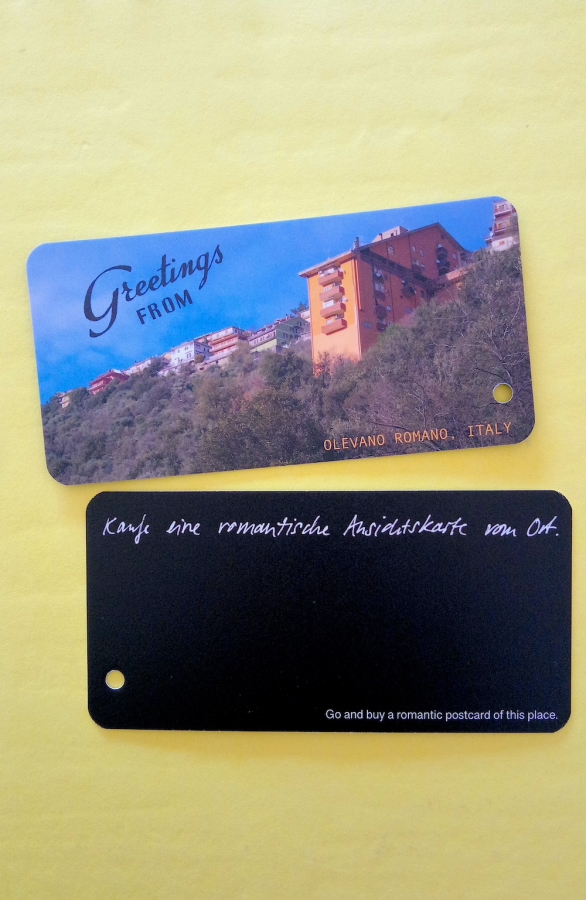 Greetings
FROM
OLEVANO ROMANO, ITALY
Kaufe eine romantische Ansichtskarte vom Ort.
Go and buy a romantic postcard of this place.